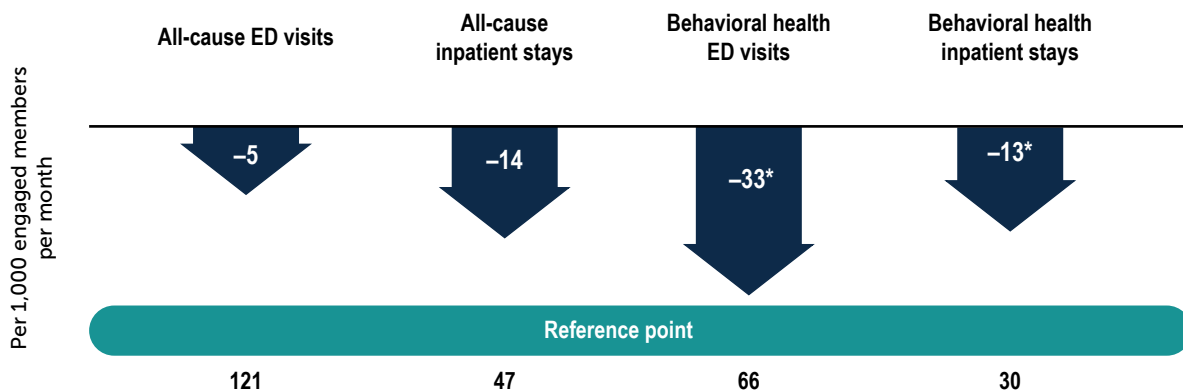 All-cause ED visits
All-cause
inpatient stays
Behavioral health
ED visits
Behavioral health
inpatient stays
Per 1,000 engaged members
per month
–5
–14
–33*
–13*
Reference point
121
47
66
30